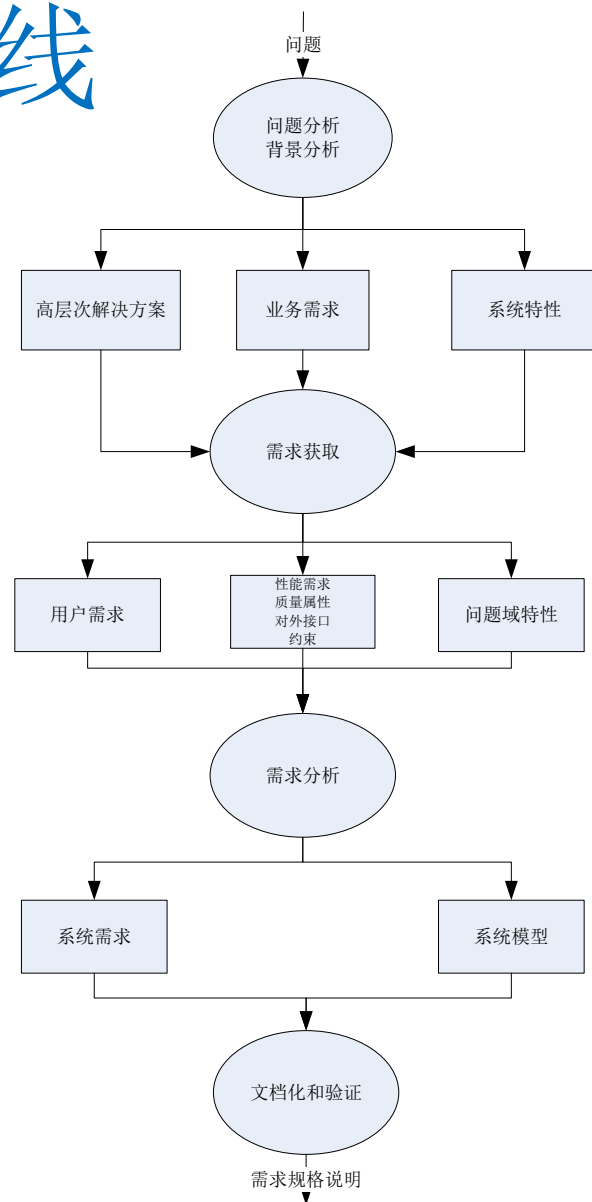 线
问题
问题分析
背景分析
高层次解决方案
业务需求
系统特性
需求获取
用户需求
性能需求
质量属性
对外接口
约束
问题域特性
需求分析
系统需求
系统模型
文档化和验证
需求规格说明